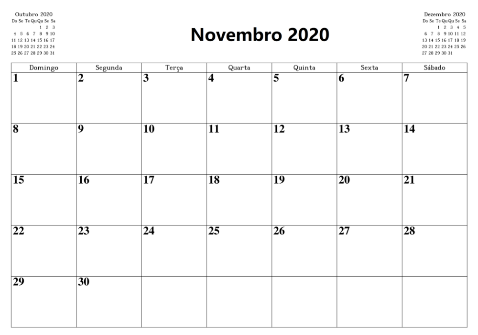 Outubro 2020
Do Se Te Qu Qu Se Sa
1 2 3
4 5 6 7 8 9 10
11 12 13 14 15 16 17
18 19 20 21 22 23 24
25 26 27 28 29 30 31
Novembro 2020
Dezembro 2020
Do Se Te Qu Qu Se Sa
1 2 3 4 5
6 7 8 9 10 11 12
13 14 15 16 17 18 19
20 21 22 23 24 25 26
27 28 29 30 31
Domingo Segunda Terça Quarta Quinta Sexta Sábado
1 2 3 4 5 6 7
8 9 10 11 12 13 14
15 16 17 18 19 20 21
22 23 24 25 26 27 28
29 30